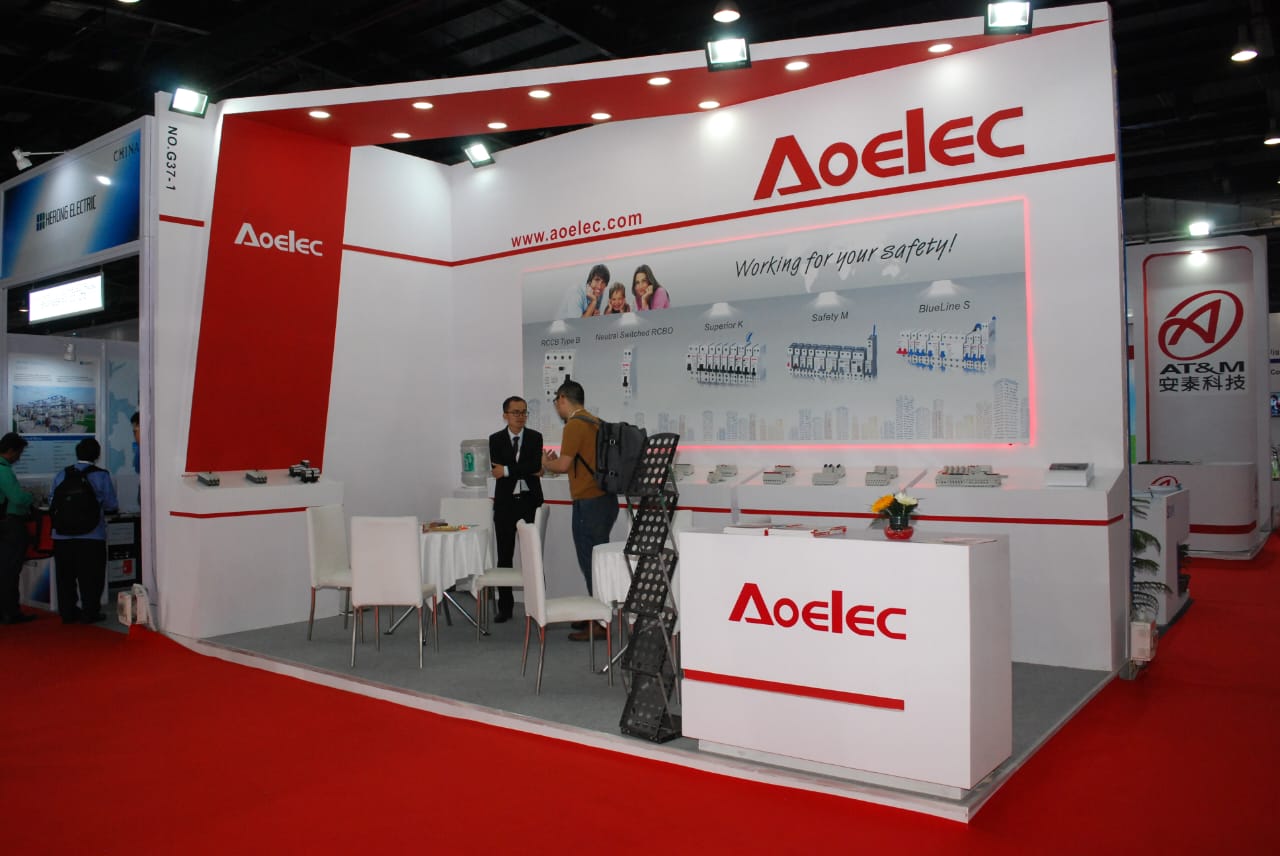 CHINA
HERONG ELECTRIC
NO.G37-1
Aoelec
www.aoelec.com
Aoelec
Working for your safety!
RCCB Type B
Neutral Switched RCBO
Superior K
Safety M
BlueLine S
Aoelec
AT&M
安泰科技